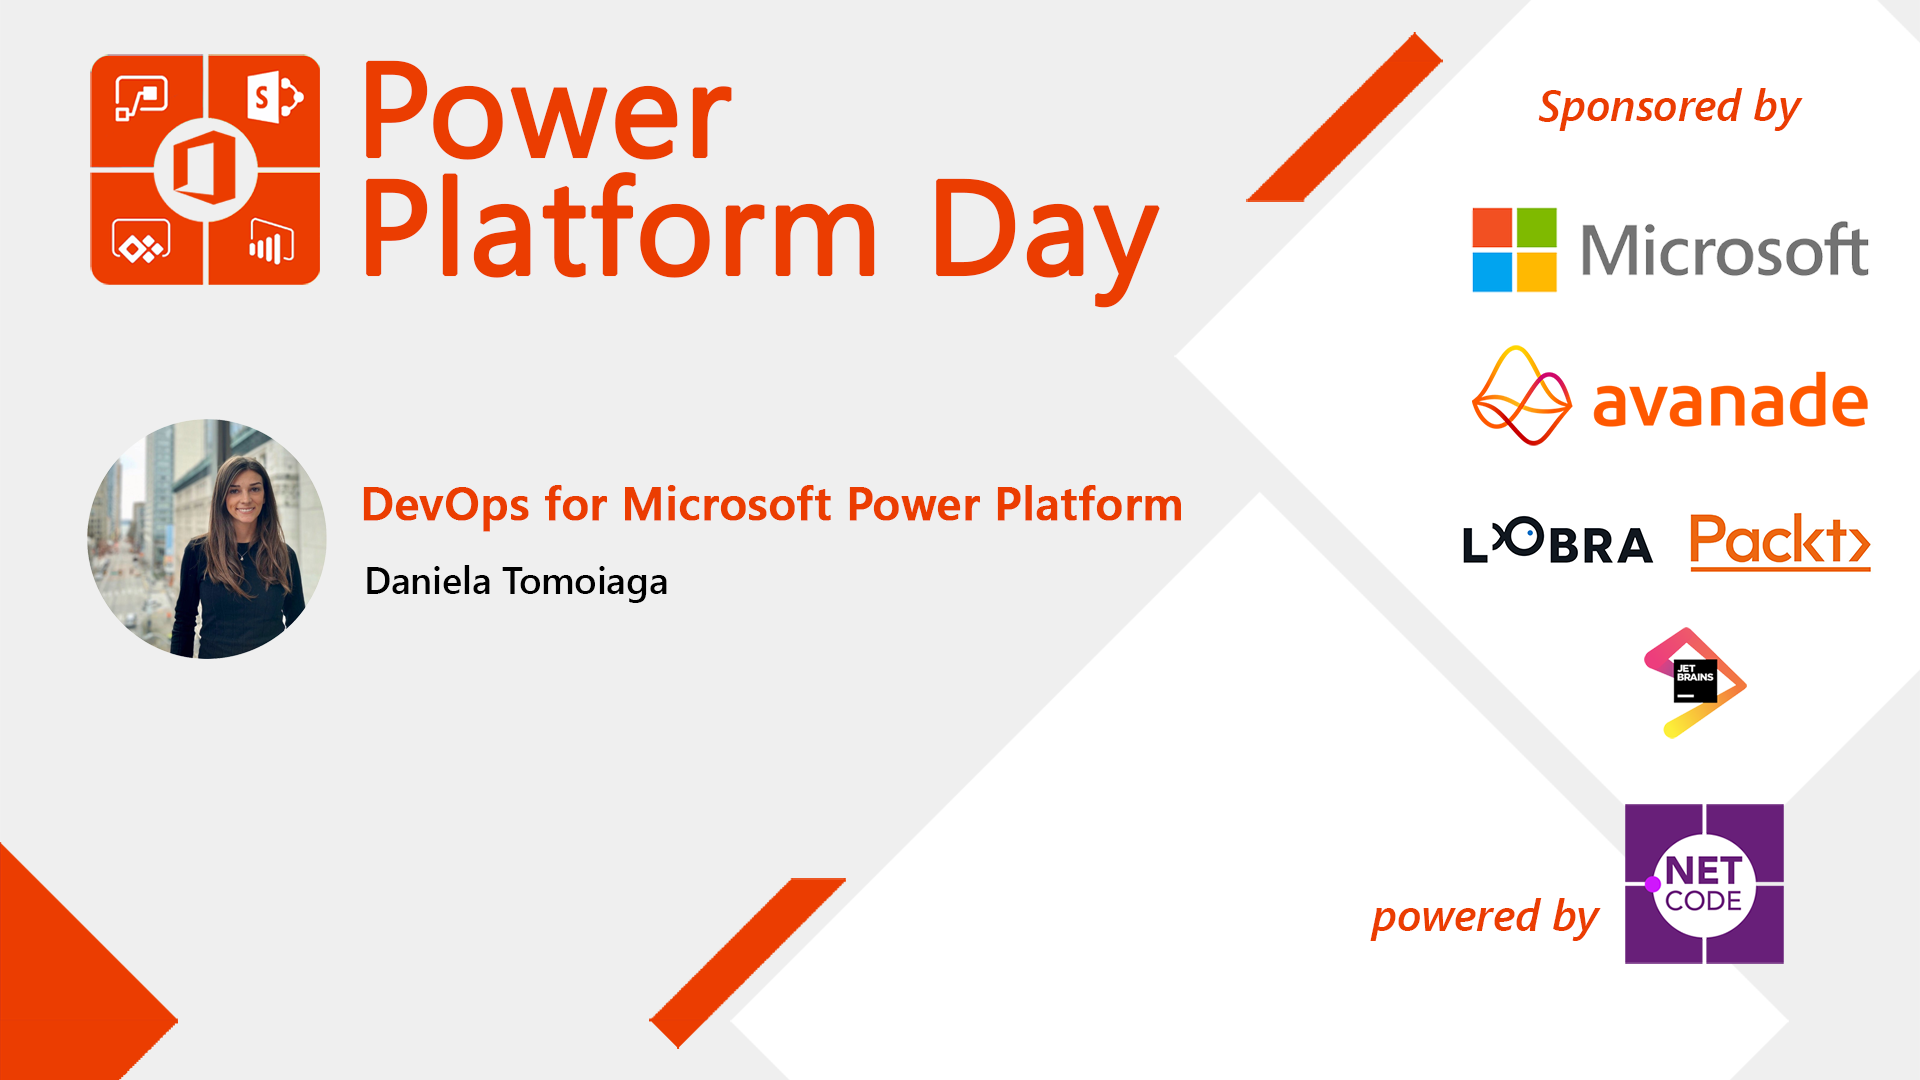 Power
Platform Day
S
DevOps for Microsoft Power Platform
Daniela Tomoiaga
Sponsored by
Microsoft
avanade
LOBRA
Packt>
JET
BRAINS
powered by
.NET
CODE